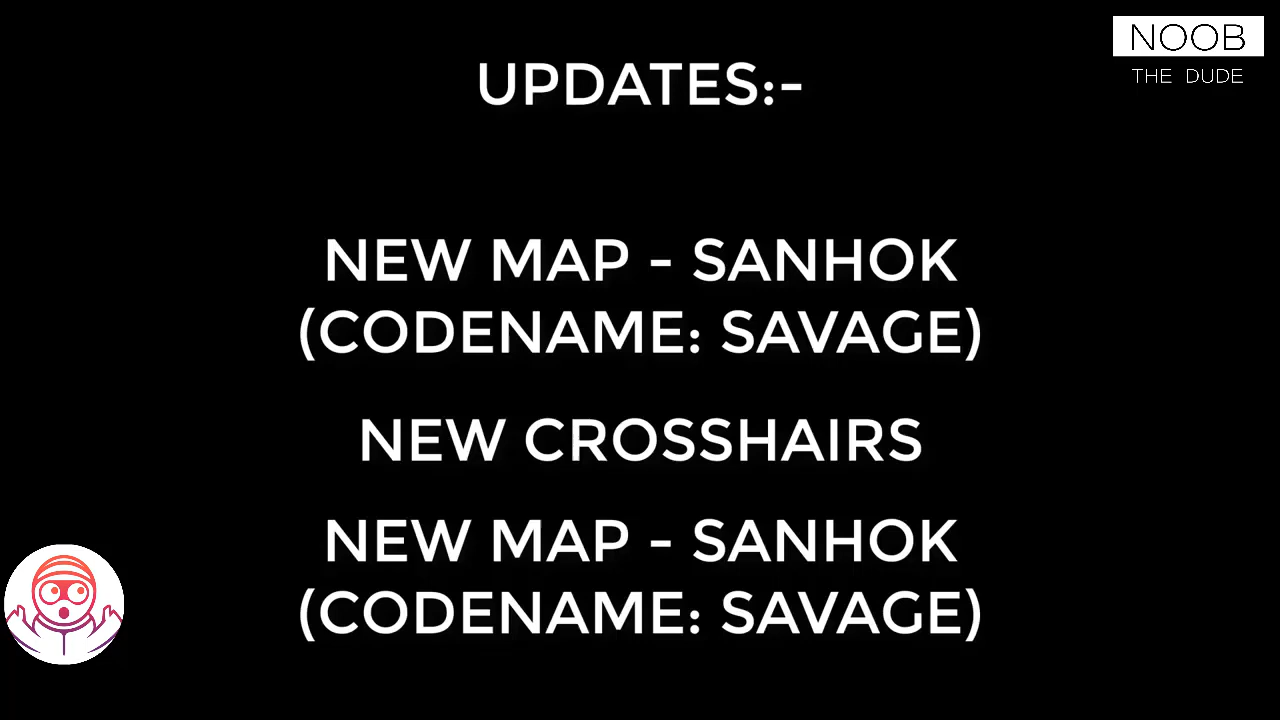 NOOB
THE DUDE
UPDATES:-
NEW MAP - SANHOK
(CODENAME: SAVAGE)
NEW CROSSHAIRS
NEW MAP - SANHOK
(CODENAME: SAVAGE)